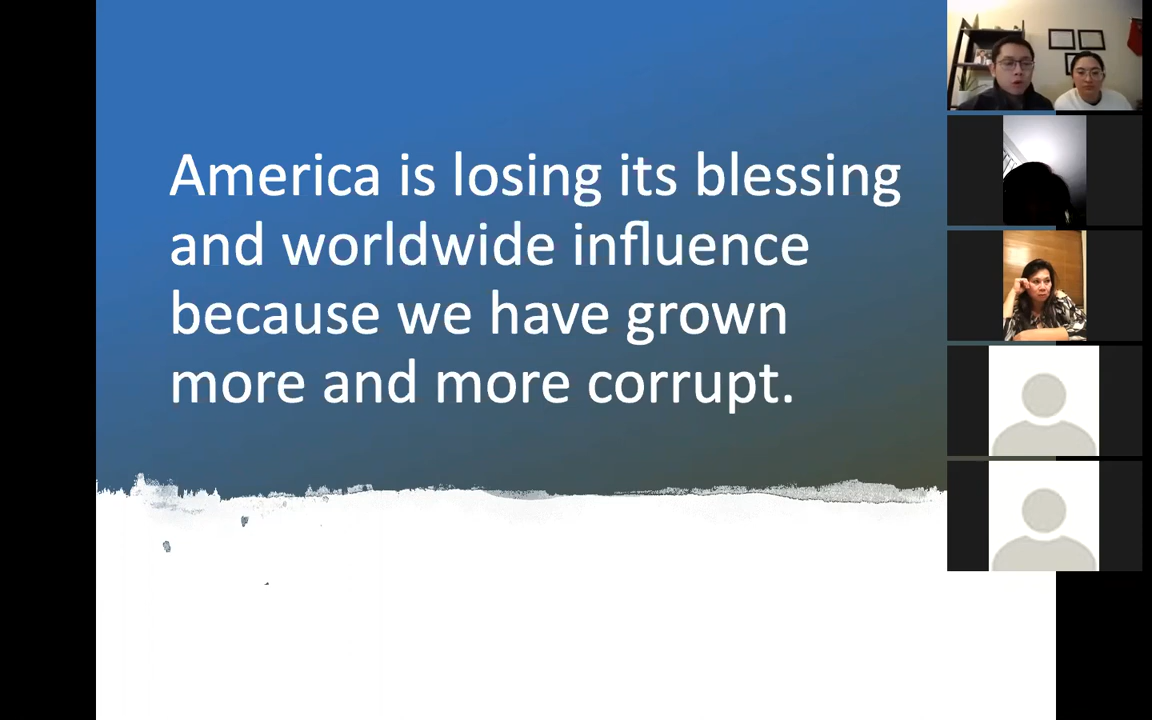 America is losing its blessing
and worldwide influence
because we have grown
more and more corrupt.